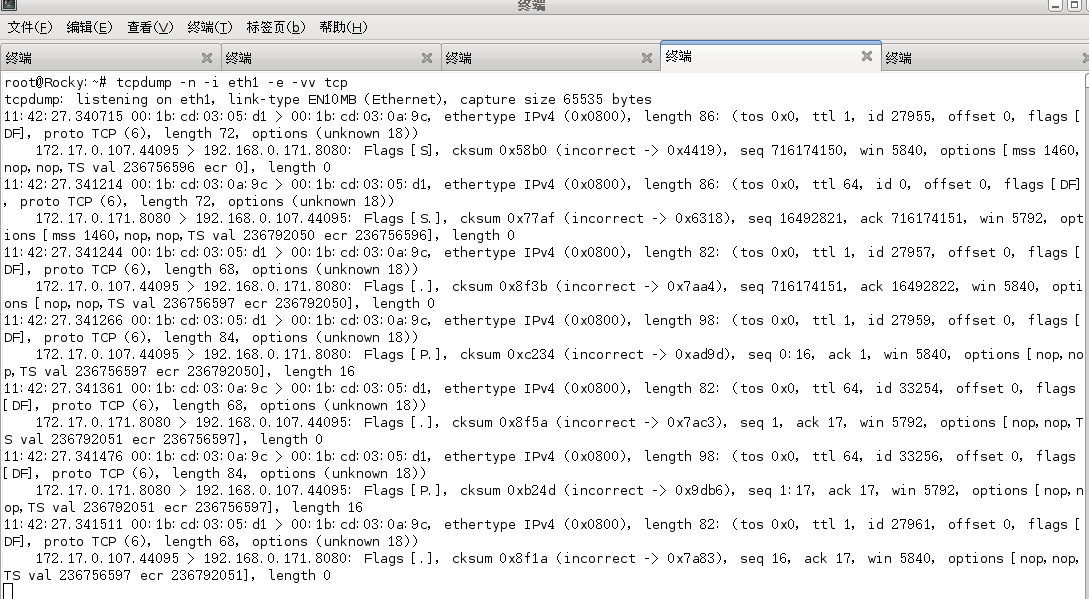 终端
文件(F) 编辑(E) 查看(V) 终端(T) 标签页(b) 帮助(H)
终端 终端 终端 终端 终端
root@Rocky:~# tcpdump -n -i eth1 -e -vv tcp
tcpdump: listening on eth1, link-type EN10MB (Ethernet), capture size 65535 bytes
11:42:27.340715 00:1b:cd:03:05:d1 > 00:1b:cd:03:0a:9c, ethertype IPv4 (0x0800), length 86: (tos 0x0, ttl 1, id 27955, offset 0, flags [
DF], proto TCP (6), length 72, options (unknown 18))
172.17.0.107.44095 > 192.168.0.171.8080: Flags [S], cksum 0x58b0 (incorrect -> 0x4419), seq 716174150, win 5840, options [mss 1460,
nop,nop,TS val 236756596 ecr 0], length 0
11:42:27.341214 00:1b:cd:03:0a:9c > 00:1b:cd:03:05:d1, ethertype IPv4 (0x0800), length 86: (tos 0x0, ttl 64, id 0, offset 0, flags [DF]
, proto TCP (6), length 72, options (unknown 18))
172.17.0.171.8080 > 192.168.0.107.44095: Flags [S.], cksum 0x77af (incorrect -> 0x6318), seq 16492821, ack 716174151, win 5792, opt
ions [mss 1460,nop,nop,TS val 236792050 ecr 236756596], length 0
11:42:27.341244 00:1b:cd:03:05:d1 > 00:1b:cd:03:0a:9c, ethertype IPv4 (0x0800), length 82: (tos 0x0, ttl 1, id 27957, offset 0, flags [
DF], proto TCP (6), length 68, options (unknown 18))
172.17.0.107.44095 > 192.168.0.171.8080: Flags [.], cksum 0x8f3b (incorrect -> 0x7aa4), seq 716174151, ack 16492822, win 5840, opti
ons [nop,nop,TS val 236756597 ecr 236792050], length 0
11:42:27.341266 00:1b:cd:03:05:d1 > 00:1b:cd:03:0a:9c, ethertype IPv4 (0x0800), length 98: (tos 0x0, ttl 1, id 27959, offset 0, flags [
DF], proto TCP (6), length 84, options (unknown 18))
172.17.0.107.44095 > 192.168.0.171.8080: Flags [P.], cksum 0xc234 (incorrect -> 0xad9d), seq 0:16, ack 1, win 5840, options [nop,no
p,TS val 236756597 ecr 236792050], length 16
11:42:27.341361 00:1b:cd:03:0a:9c > 00:1b:cd:03:05:d1, ethertype IPv4 (0x0800), length 82: (tos 0x0, ttl 64, id 33254, offset 0, flags
[DF], proto TCP (6), length 68, options (unknown 18))
172.17.0.171.8080 > 192.168.0.107.44095: Flags [.], cksum 0x8f5a (incorrect -> 0x7ac3), seq 1, ack 17, win 5792, options [nop,nop,T
S val 236792051 ecr 236756597], length 0
11:42:27.341476 00:1b:cd:03:0a:9c > 00:1b:cd:03:05:d1, ethertype IPv4 (0x0800), length 98: (tos 0x0, ttl 64, id 33256, offset 0, flags
[DF], proto TCP (6), length 84, options (unknown 18))
172.17.0.171.8080 > 192.168.0.107.44095: Flags [P.], cksum 0xb24d (incorrect -> 0x9db6), seq 1:17, ack 17, win 5792, options [nop,n
op,TS val 236792051 ecr 236756597], length 16
11:42:27.341511 00:1b:cd:03:05:d1 > 00:1b:cd:03:0a:9c, ethertype IPv4 (0x0800), length 82: (tos 0x0, ttl 1, id 27961, offset 0, flags [
DF], proto TCP (6), length 68, options (unknown 18))
172.17.0.107.44095 > 192.168.0.171.8080: Flags [.], cksum 0x8f1a (incorrect -> 0x7a83), seq 16, ack 17, win 5840, options [nop,nop,
TS val 236756597 ecr 236792051], length 0